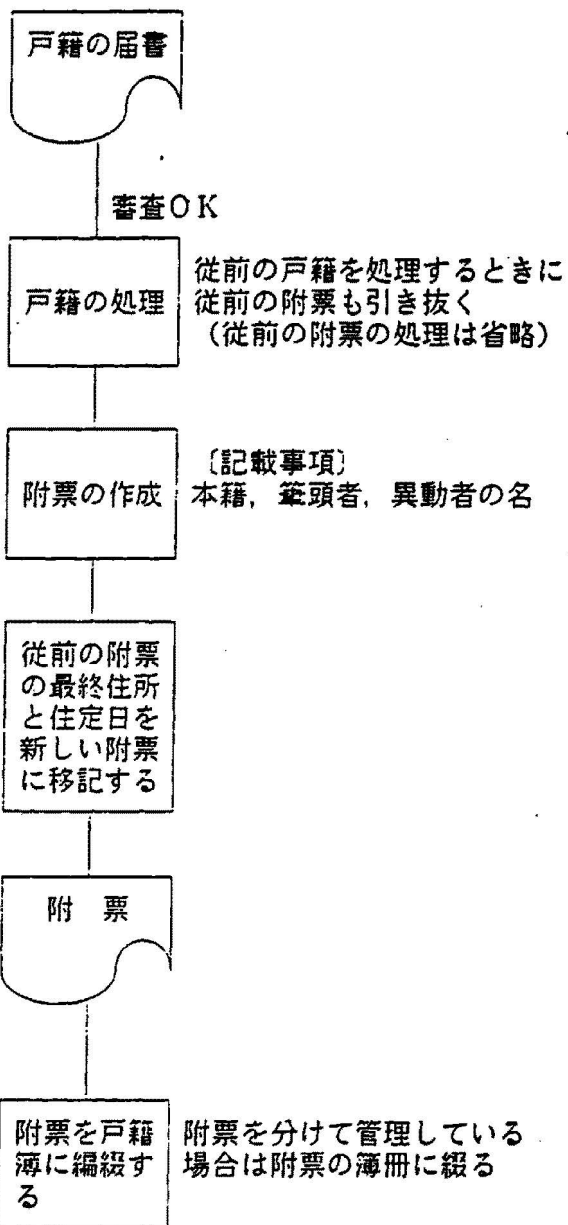 戸籍の届書
審査OK
戸籍の処理
従前の戸籍を処理するときに
従前の附票も引き抜く
(従前の附票の処理は省略)
附票の作成
〔記載事項〕
本籍，筆頭者，異動者の名
従前の附票
の最終住所
と住定日を
新しい附票
に移記する
附 票
附票を戸籍
簿に編綴す
る
附票を分けて管理している
場合は附票の簿冊に綴る